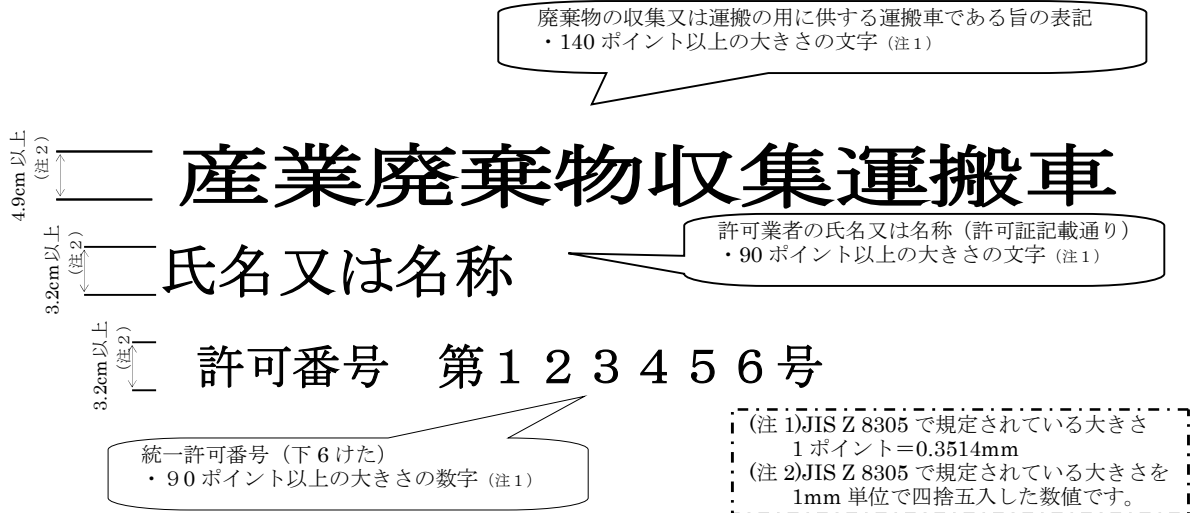 廃棄物の収集又は運搬の用に供する運搬車である旨の表記
・140 ポイント以上の大きさの文字（注１）
4.9cm 以上
（注２）
産業廃棄物収集運搬車
3.2cm 以上
（注２）
氏名又は名称
許可業者の氏名又は名称（許可証記載通り）
・90 ポイント以上の大きさの文字（注１）
3.2cm 以上
（注２）
許可番号　第１２３４５６号
統一許可番号（下６けた）
・９０ポイント以上の大きさの数字（注１）
(注 1)JIS Z 8305 で規定されている大きさ
1 ポイント＝0.3514mm
(注 2)JIS Z 8305 で規定されている大きさを
1mm 単位で四捨五入した数値です。